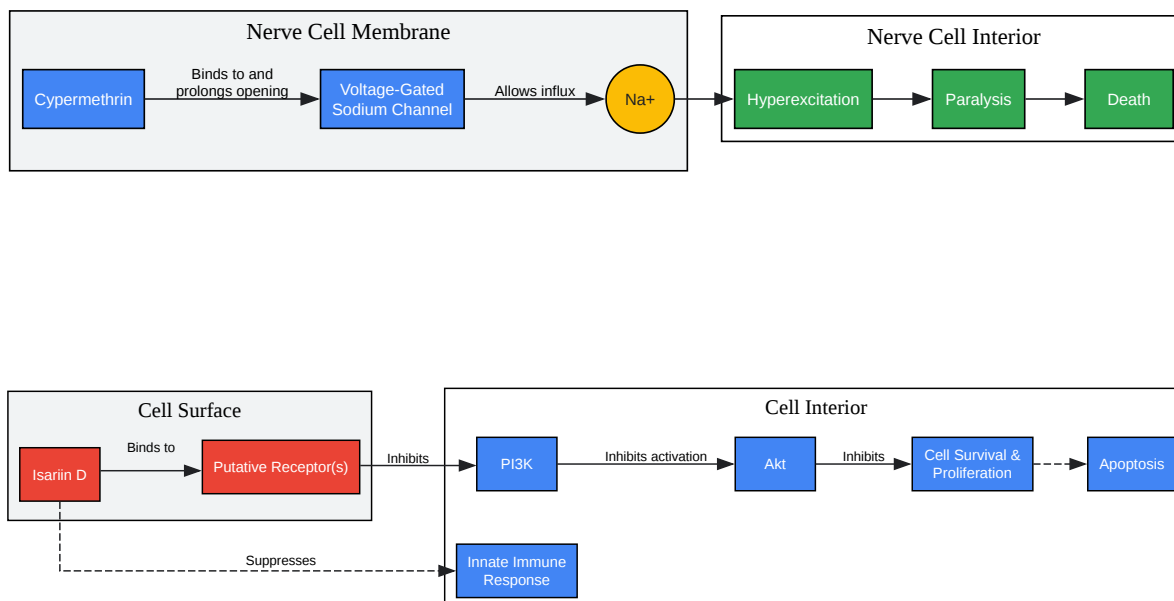 Nerve Cell Membrane
Cypermethrin
Binds to and
prolongs opening
Voltage-Gated
Sodium Channel
Allows influx
Na+
Nerve Cell Interior
Hyperexcitation
Paralysis
Death
Cell Surface
Isariin D
Binds to
Putative Receptor(s)
Inhibits
Cell Interior
PI3K
Inhibits activation
Akt
Inhibits
Cell Survival &
Proliferation
Apoptosis
Suppresses
Innate Immune
Response